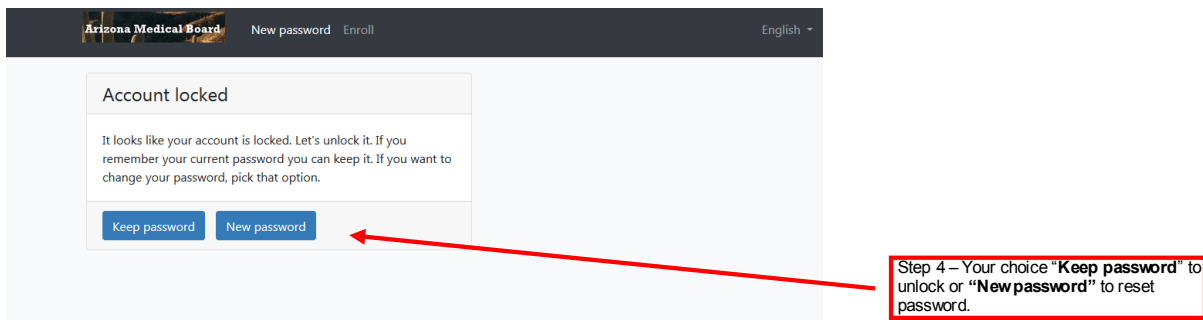 Arizona Medical Board New password Enroll English
Account locked
It looks like your account is locked. Let's unlock it. If you
remember your current password you can keep it. If you want to
change your password, pick that option.
Keep password New password
Step 4 – Your choice “Keep password” to
unlock or “New password” to reset
password.